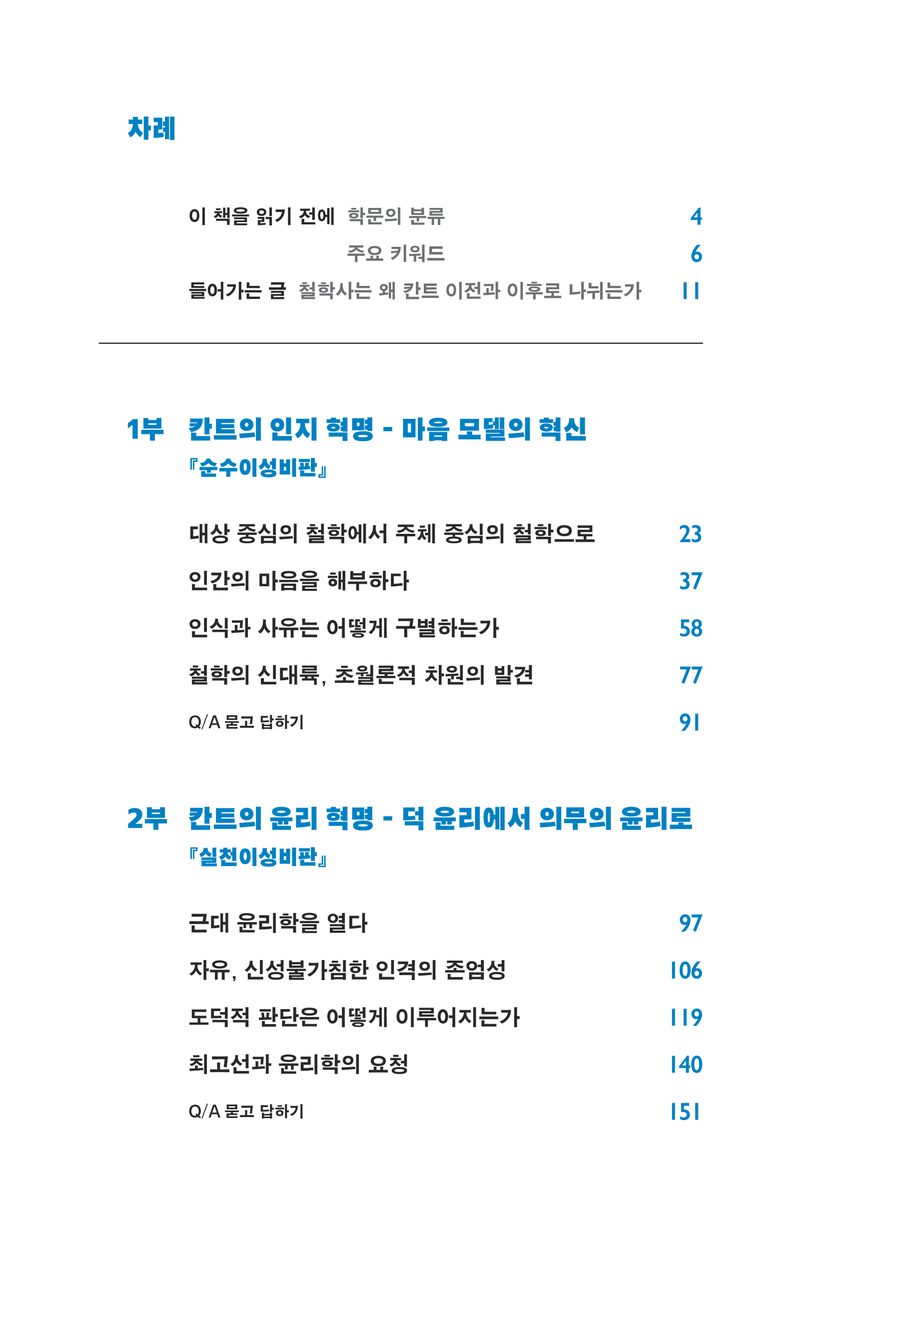 차례
이 책을 읽기 전에 학문의 분류 4
주요 키워드 6
들어가는 글 철학사는 왜 칸트 이전과 이후로 나뉘는가 11
1부 칸트의 인지 혁명 - 마음 모델의 혁신
『순수이성비판』
대상 중심의 철학에서 주체 중심의 철학으로 23
인간의 마음을 해부하다 37
인식과 사유는 어떻게 구별하는가 58
철학의 신대륙, 초월론적 차원의 발견 77
Q/A 묻고 답하기 91
2부 칸트의 윤리 혁명 - 덕 윤리에서 의무의 윤리로
『실천이성비판』
근대 윤리학을 열다 97
자유, 신성불가침한 인격의 존엄성 106
도덕적 판단은 어떻게 이루어지는가 119
최고선과 윤리학의 요청 140
Q/A 묻고 답하기 151